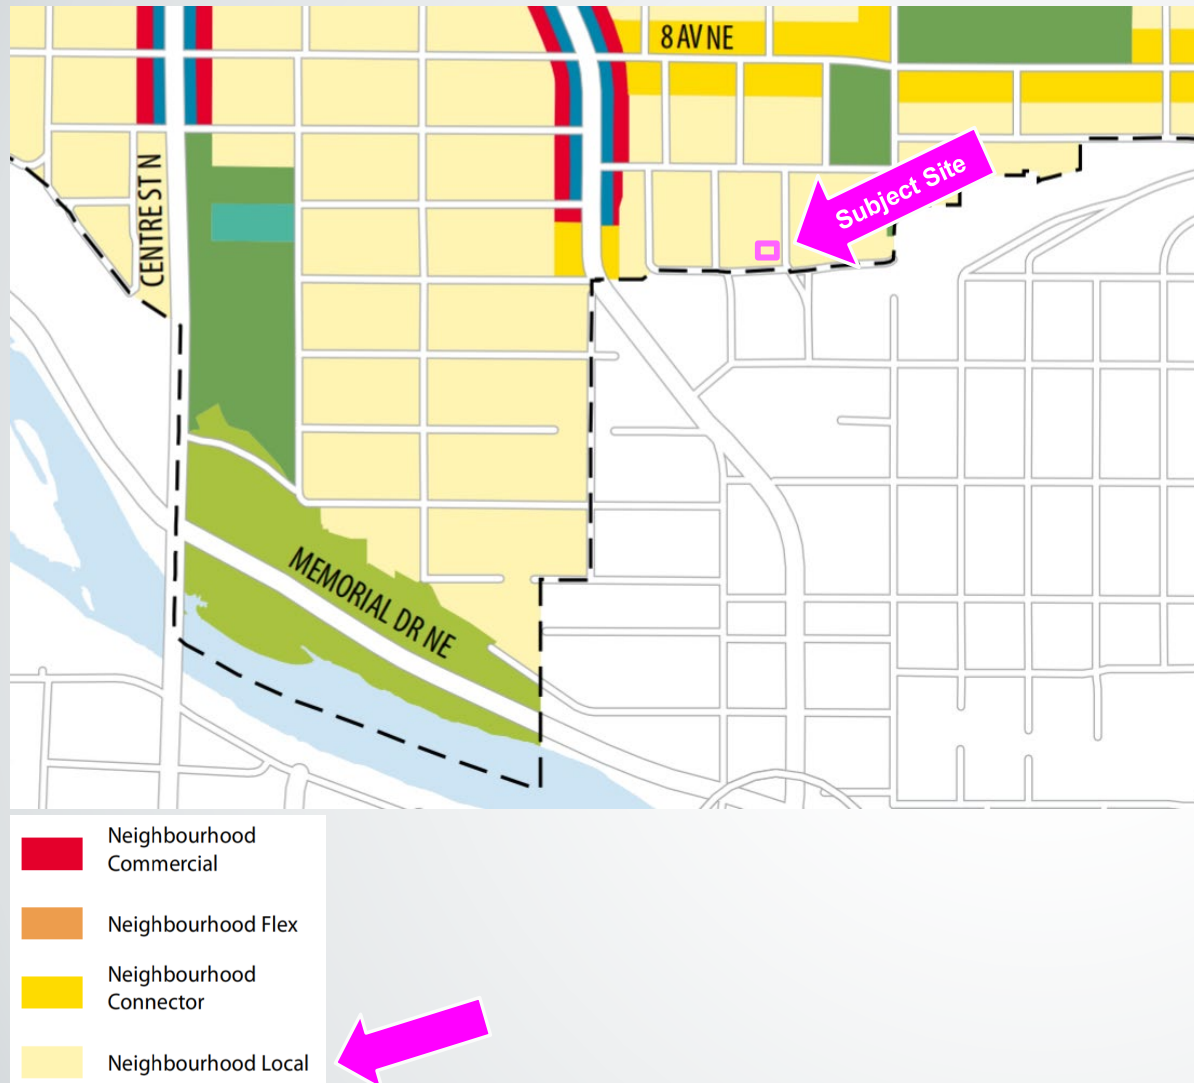 8 AV NE
CENTRE ST N
Subject Site
MEMORIAL DR NE
Neighbourhood
Commercial
Neighbourhood Flex
Neighbourhood
Connector
Neighbourhood Local